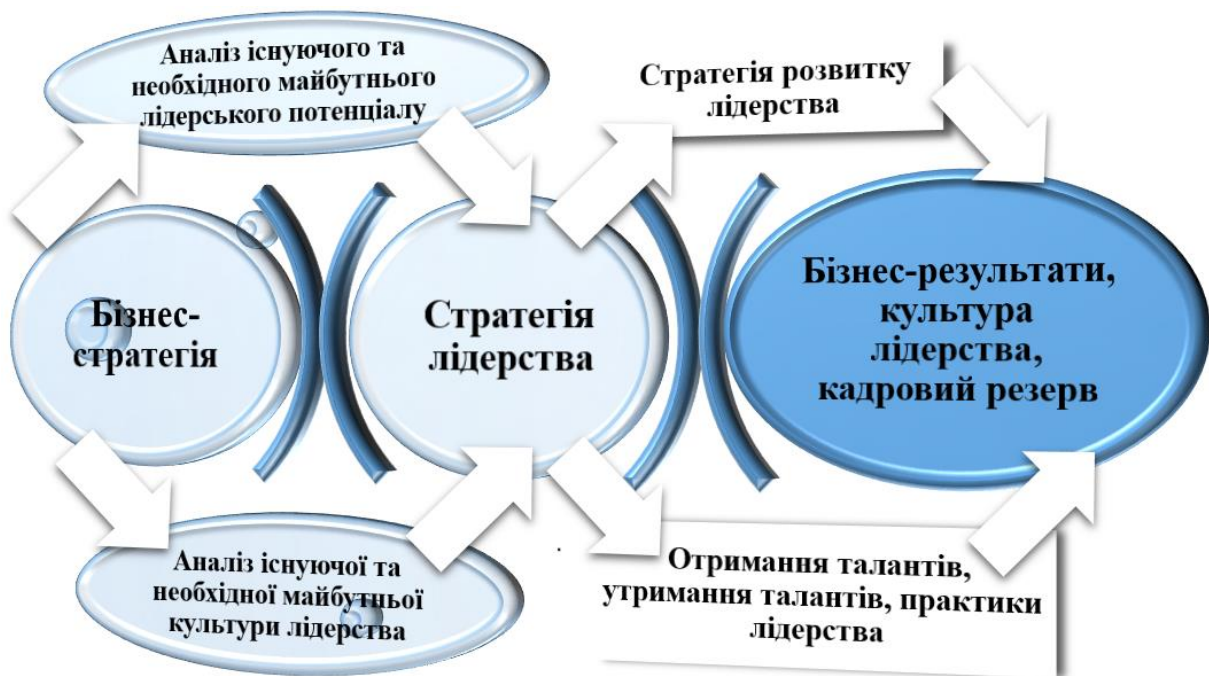 Аналіз існуючого та
необхідного майбутнього
лідерського потенціалу
Стратегія розвитку
лідерства
Бізнес-
стратегія
Стратегія
лідерства
Бізнес-результати,
культура
лідерства,
кадровий резерв
Аналіз існуючої та
необхідної майбутньої
культури лідерства
Отримання талантів,
утримання талантів, практики
лідерства